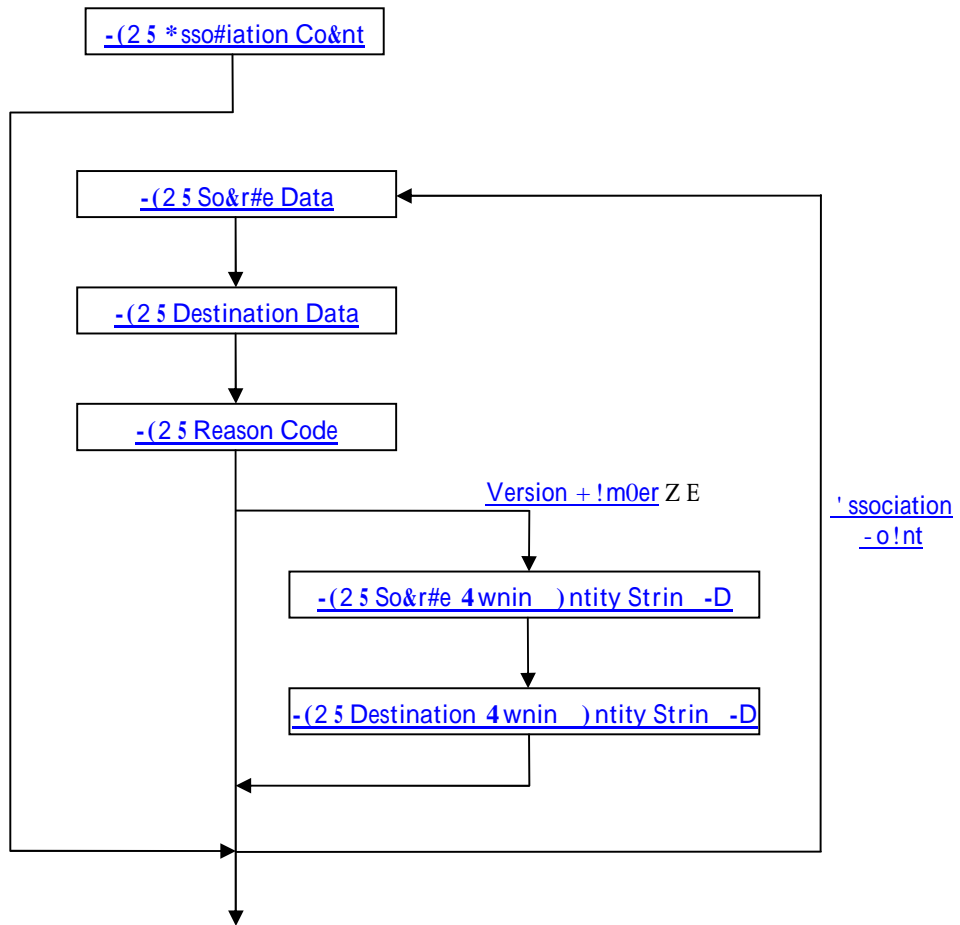 -(2 5 *sso#iation Co&nt
-(2 5 So&r#e Data
-(2 5 Destination Data
-(2 5 Reason Code
Version +!m0er Z E
' ssociation
- o!nt
-(2 5 So&r#e 4wnin )ntity Strin -D
-(2 5 Destination 4wnin )ntity Strin -D